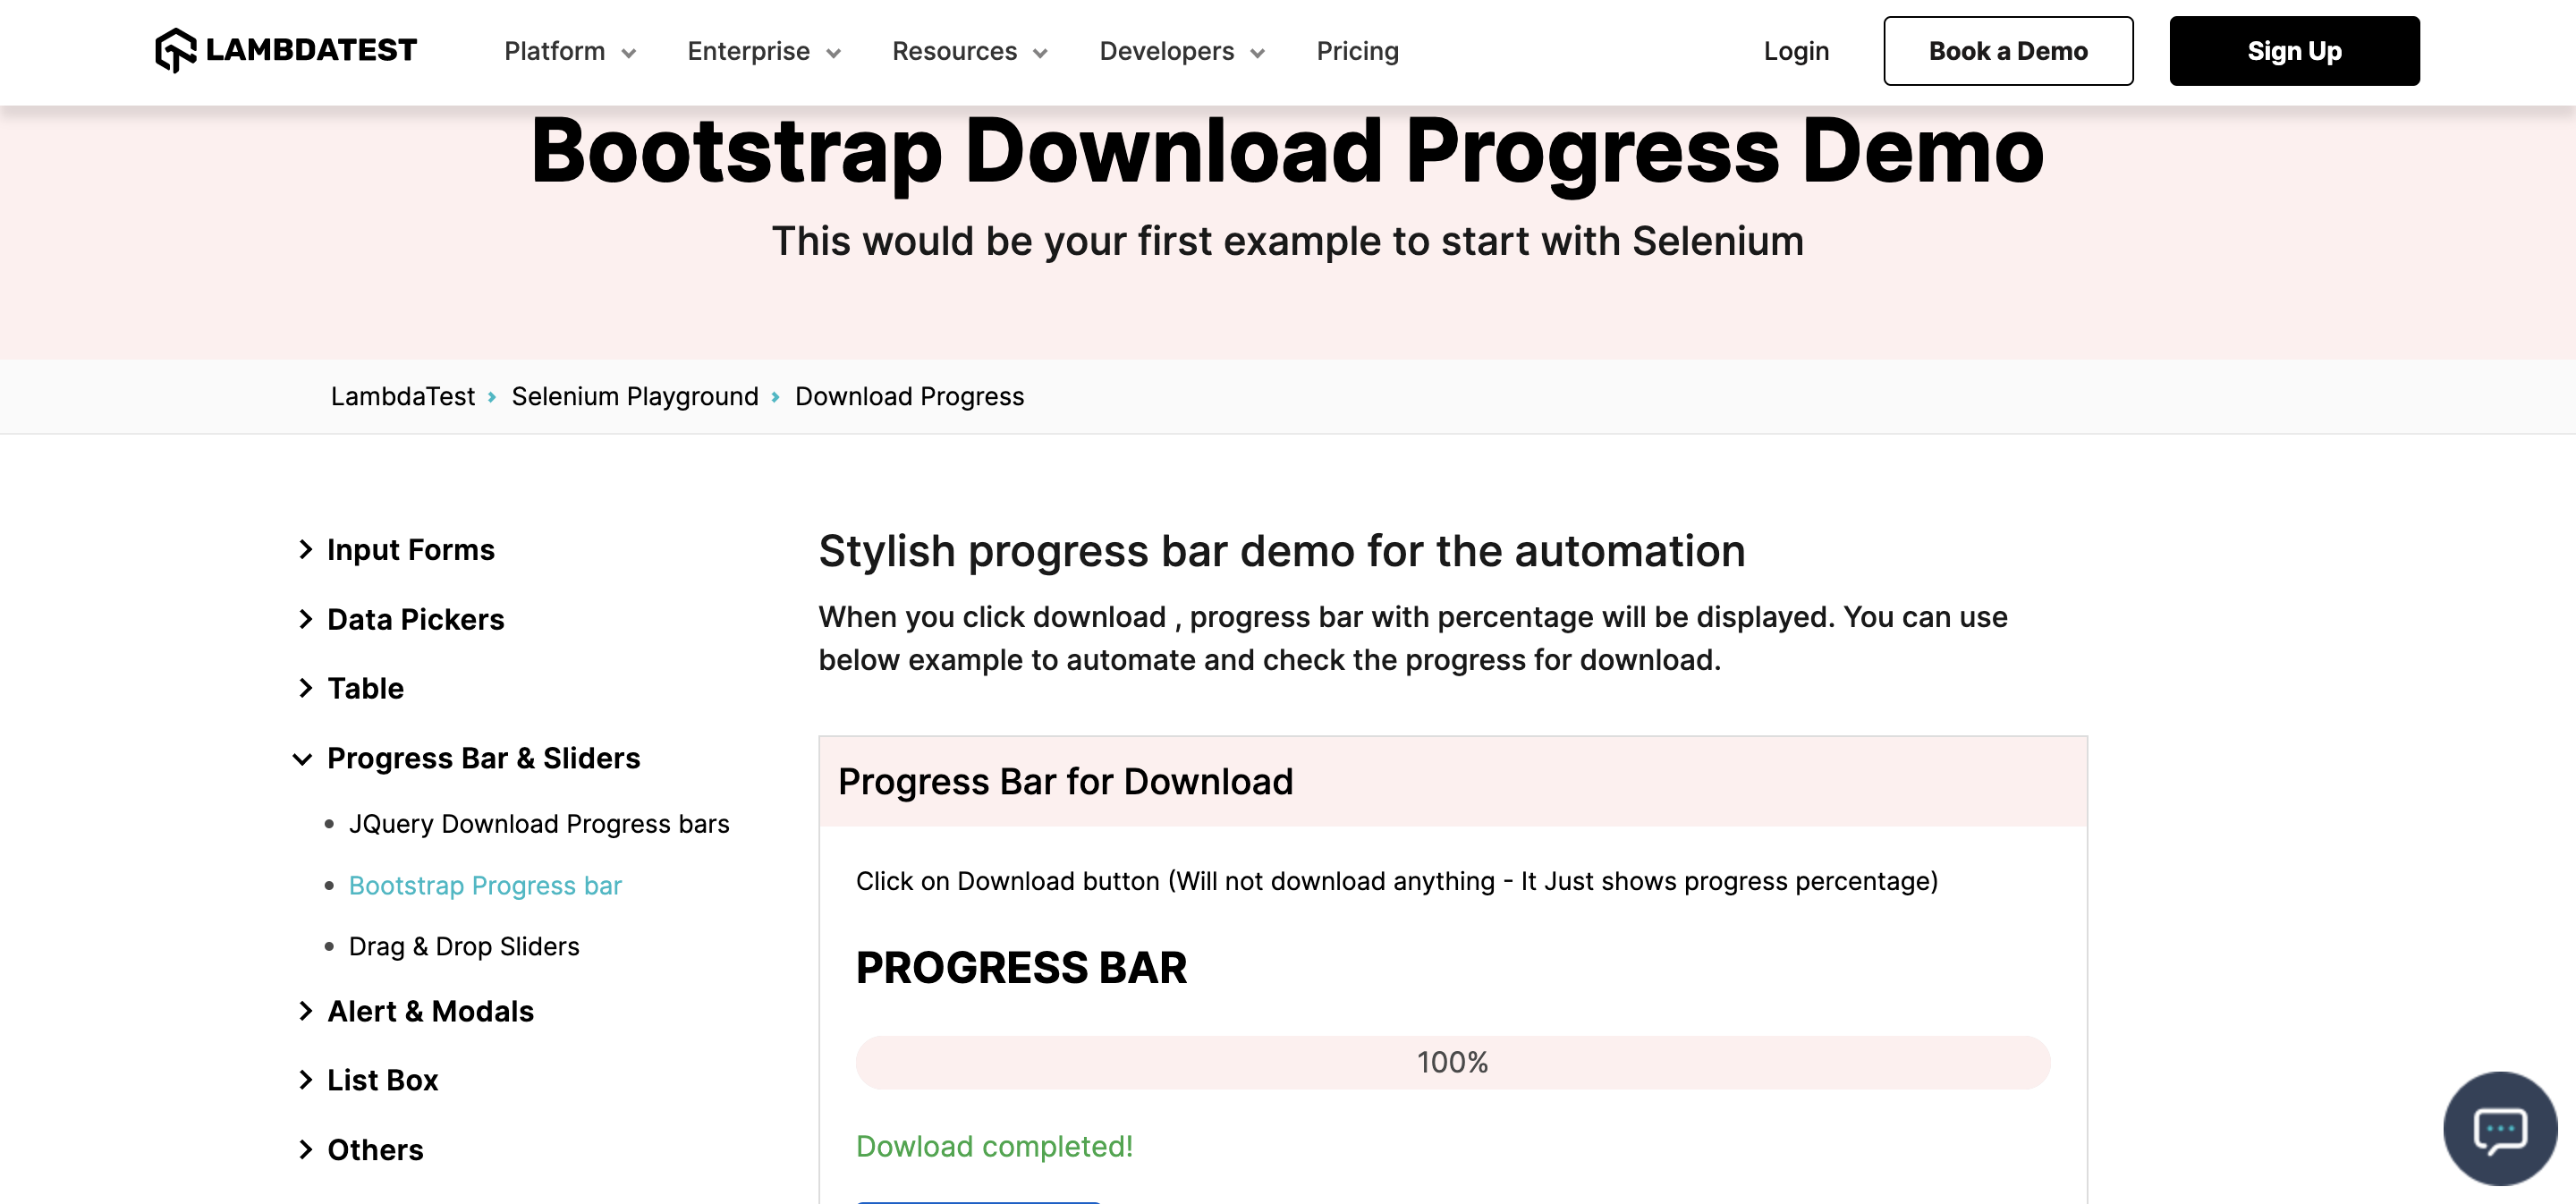 LAMBDATEST
Platform Enterprise Resources Developers Pricing Login Book a Demo Sign Up
Bootstrap Download Progress Demo
This would be your first example to start with Selenium
LambdaTest Selenium Playground Download Progress
Input Forms
Data Pickers
Table
Progress Bar & Sliders
JQuery Download Progress bars
Bootstrap Progress bar
Drag & Drop Sliders
Alert & Modals
List Box
Others
Stylish progress bar demo for the automation
When you click download , progress bar with percentage will be displayed. You can use
below example to automate and check the progress for download.
Progress Bar for Download
Click on Download button (Will not download anything - It Just shows progress percentage)
PROGRESS BAR
100%
Dowload completed!